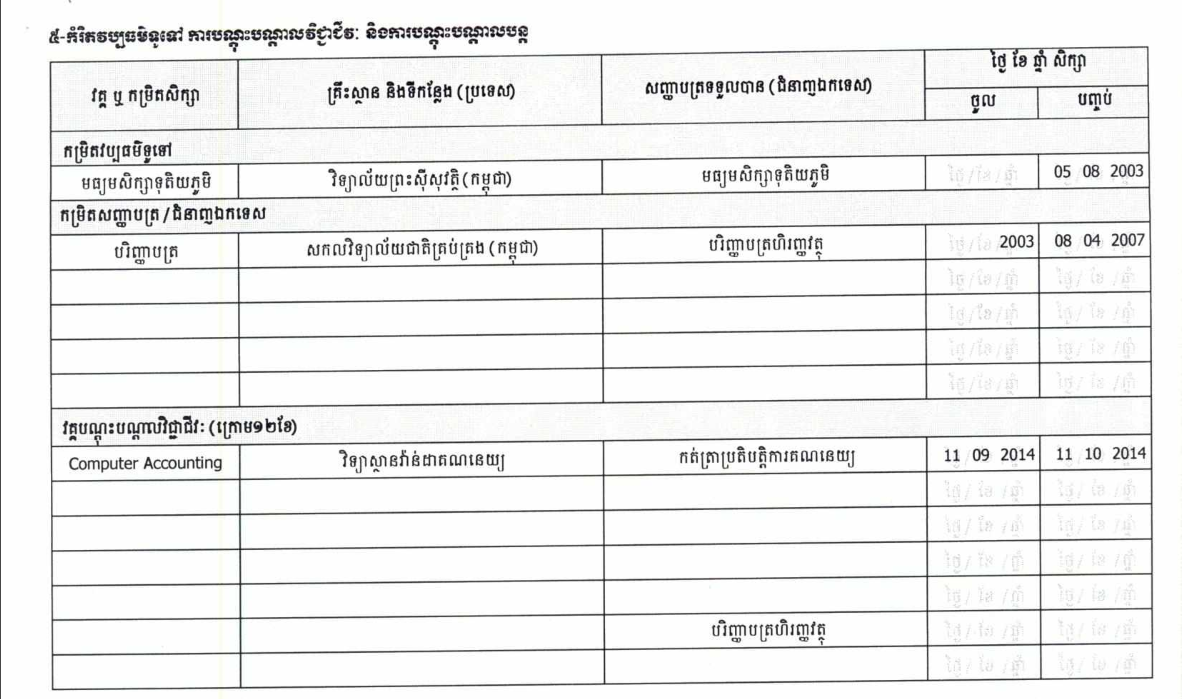 ៥-កំរិតវប្បធម៌ទូទៅ ការបណ្តុះបណ្តាលវិជ្ជាជីវៈ និងការបណ្តុះបណ្តាលបន្ត
វគ្គ ឬ កម្រិតសិក្សា គ្រឹះស្ថាន និងទីកន្លែង (ប្រទេស) សញ្ញាបត្រទទួលបាន (ជំនាញឯកទេស) ថ្ងៃ ខែ ឆ្នាំ សិក្សា
ចូល បញ្ចប់
កម្រិតវប្បធម៌ទូទៅ
មធ្យមសិក្សាទុតិយភូមិ វិទ្យាល័យព្រះស៊ីសុវត្ថិ (កម្ពុជា) មធ្យមសិក្សាទុតិយភូមិ ថ្ងៃ/ខែ/ឆ្នាំ 05 08 2003
កម្រិតសញ្ញាបត្រ/ជំនាញឯកទេស
បរិញ្ញាបត្រ សកលវិទ្យាល័យជាតិគ្រប់គ្រង (កម្ពុជា) បរិញ្ញាបត្រហិរញ្ញវត្ថុ ថ្ងៃ/ខែ/ 2003 08 04 2007
ថ្ងៃ/ខែ/ឆ្នាំ ថ្ងៃ/ ខែ /ឆ្នាំ
ថ្ងៃ/ខែ/ឆ្នាំ ថ្ងៃ/ ខែ /ឆ្នាំ
ថ្ងៃ/ខែ/ឆ្នាំ ថ្ងៃ/ ខែ /ឆ្នាំ
ថ្ងៃ/ខែ/ឆ្នាំ ថ្ងៃ/ ខែ /ឆ្នាំ
វគ្គបណ្តុះបណ្តាលវិជ្ជាជីវៈ (ក្រោម១២ខែ)
Computer Accounting វិទ្យាស្ថានវ៉ាន់ដាគណនេយ្យ កត់ត្រាប្រតិបត្តិការគណនេយ្យ 11 09 2014 11 10 2014
ថ្ងៃ/ ខែ /ឆ្នាំ ថ្ងៃ/ ខែ /ឆ្នាំ
ថ្ងៃ/ ខែ /ឆ្នាំ ថ្ងៃ/ ខែ /ឆ្នាំ
ថ្ងៃ/ ខែ /ឆ្នាំ ថ្ងៃ/ ខែ /ឆ្នាំ
ថ្ងៃ/ ខែ /ឆ្នាំ ថ្ងៃ/ ខែ /ឆ្នាំ
បរិញ្ញាបត្រហិរញ្ញវត្ថុ ថ្ងៃ/ ខែ /ឆ្នាំ ថ្ងៃ/ ខែ /ឆ្នាំ
ថ្ងៃ/ ខែ /ឆ្នាំ ថ្ងៃ/ ខែ /ឆ្នាំ